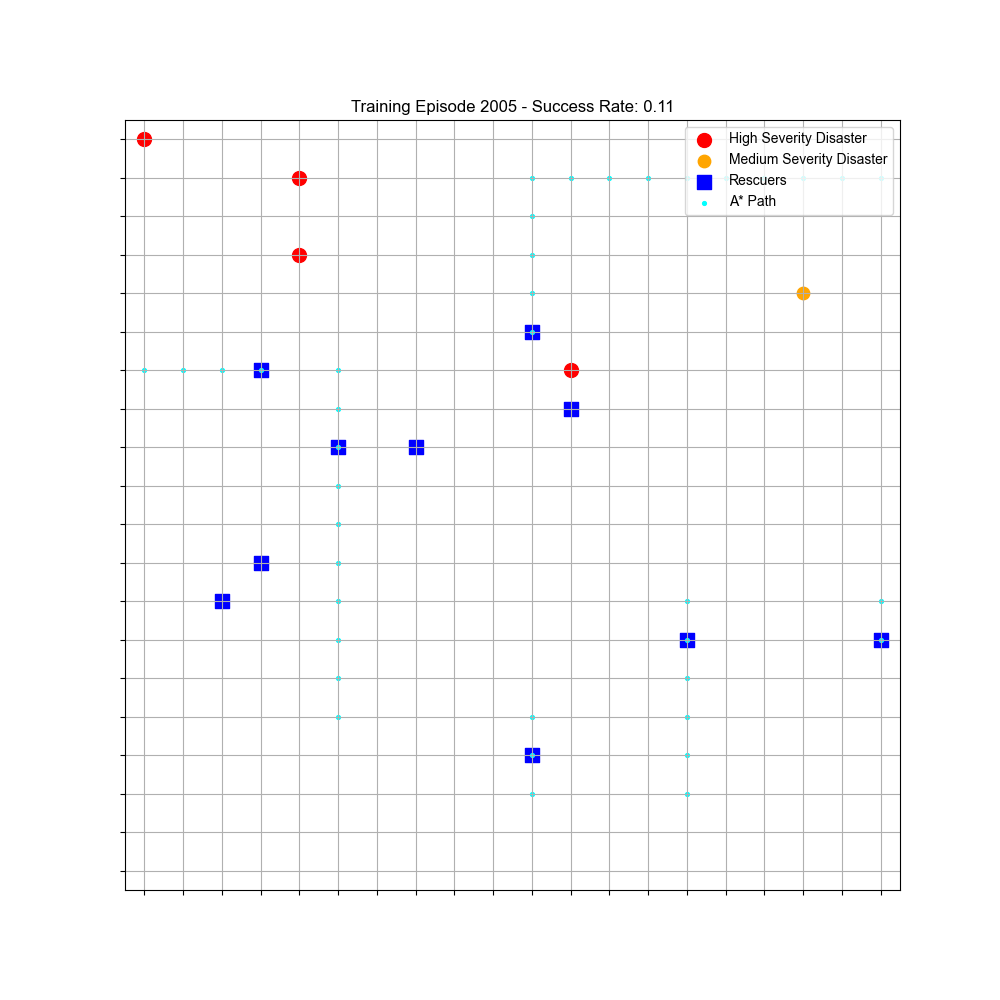 Training Episode 2005 - Success Rate: 0.11
High Severity Disaster
Medium Severity Disaster
Rescuers
A* Path